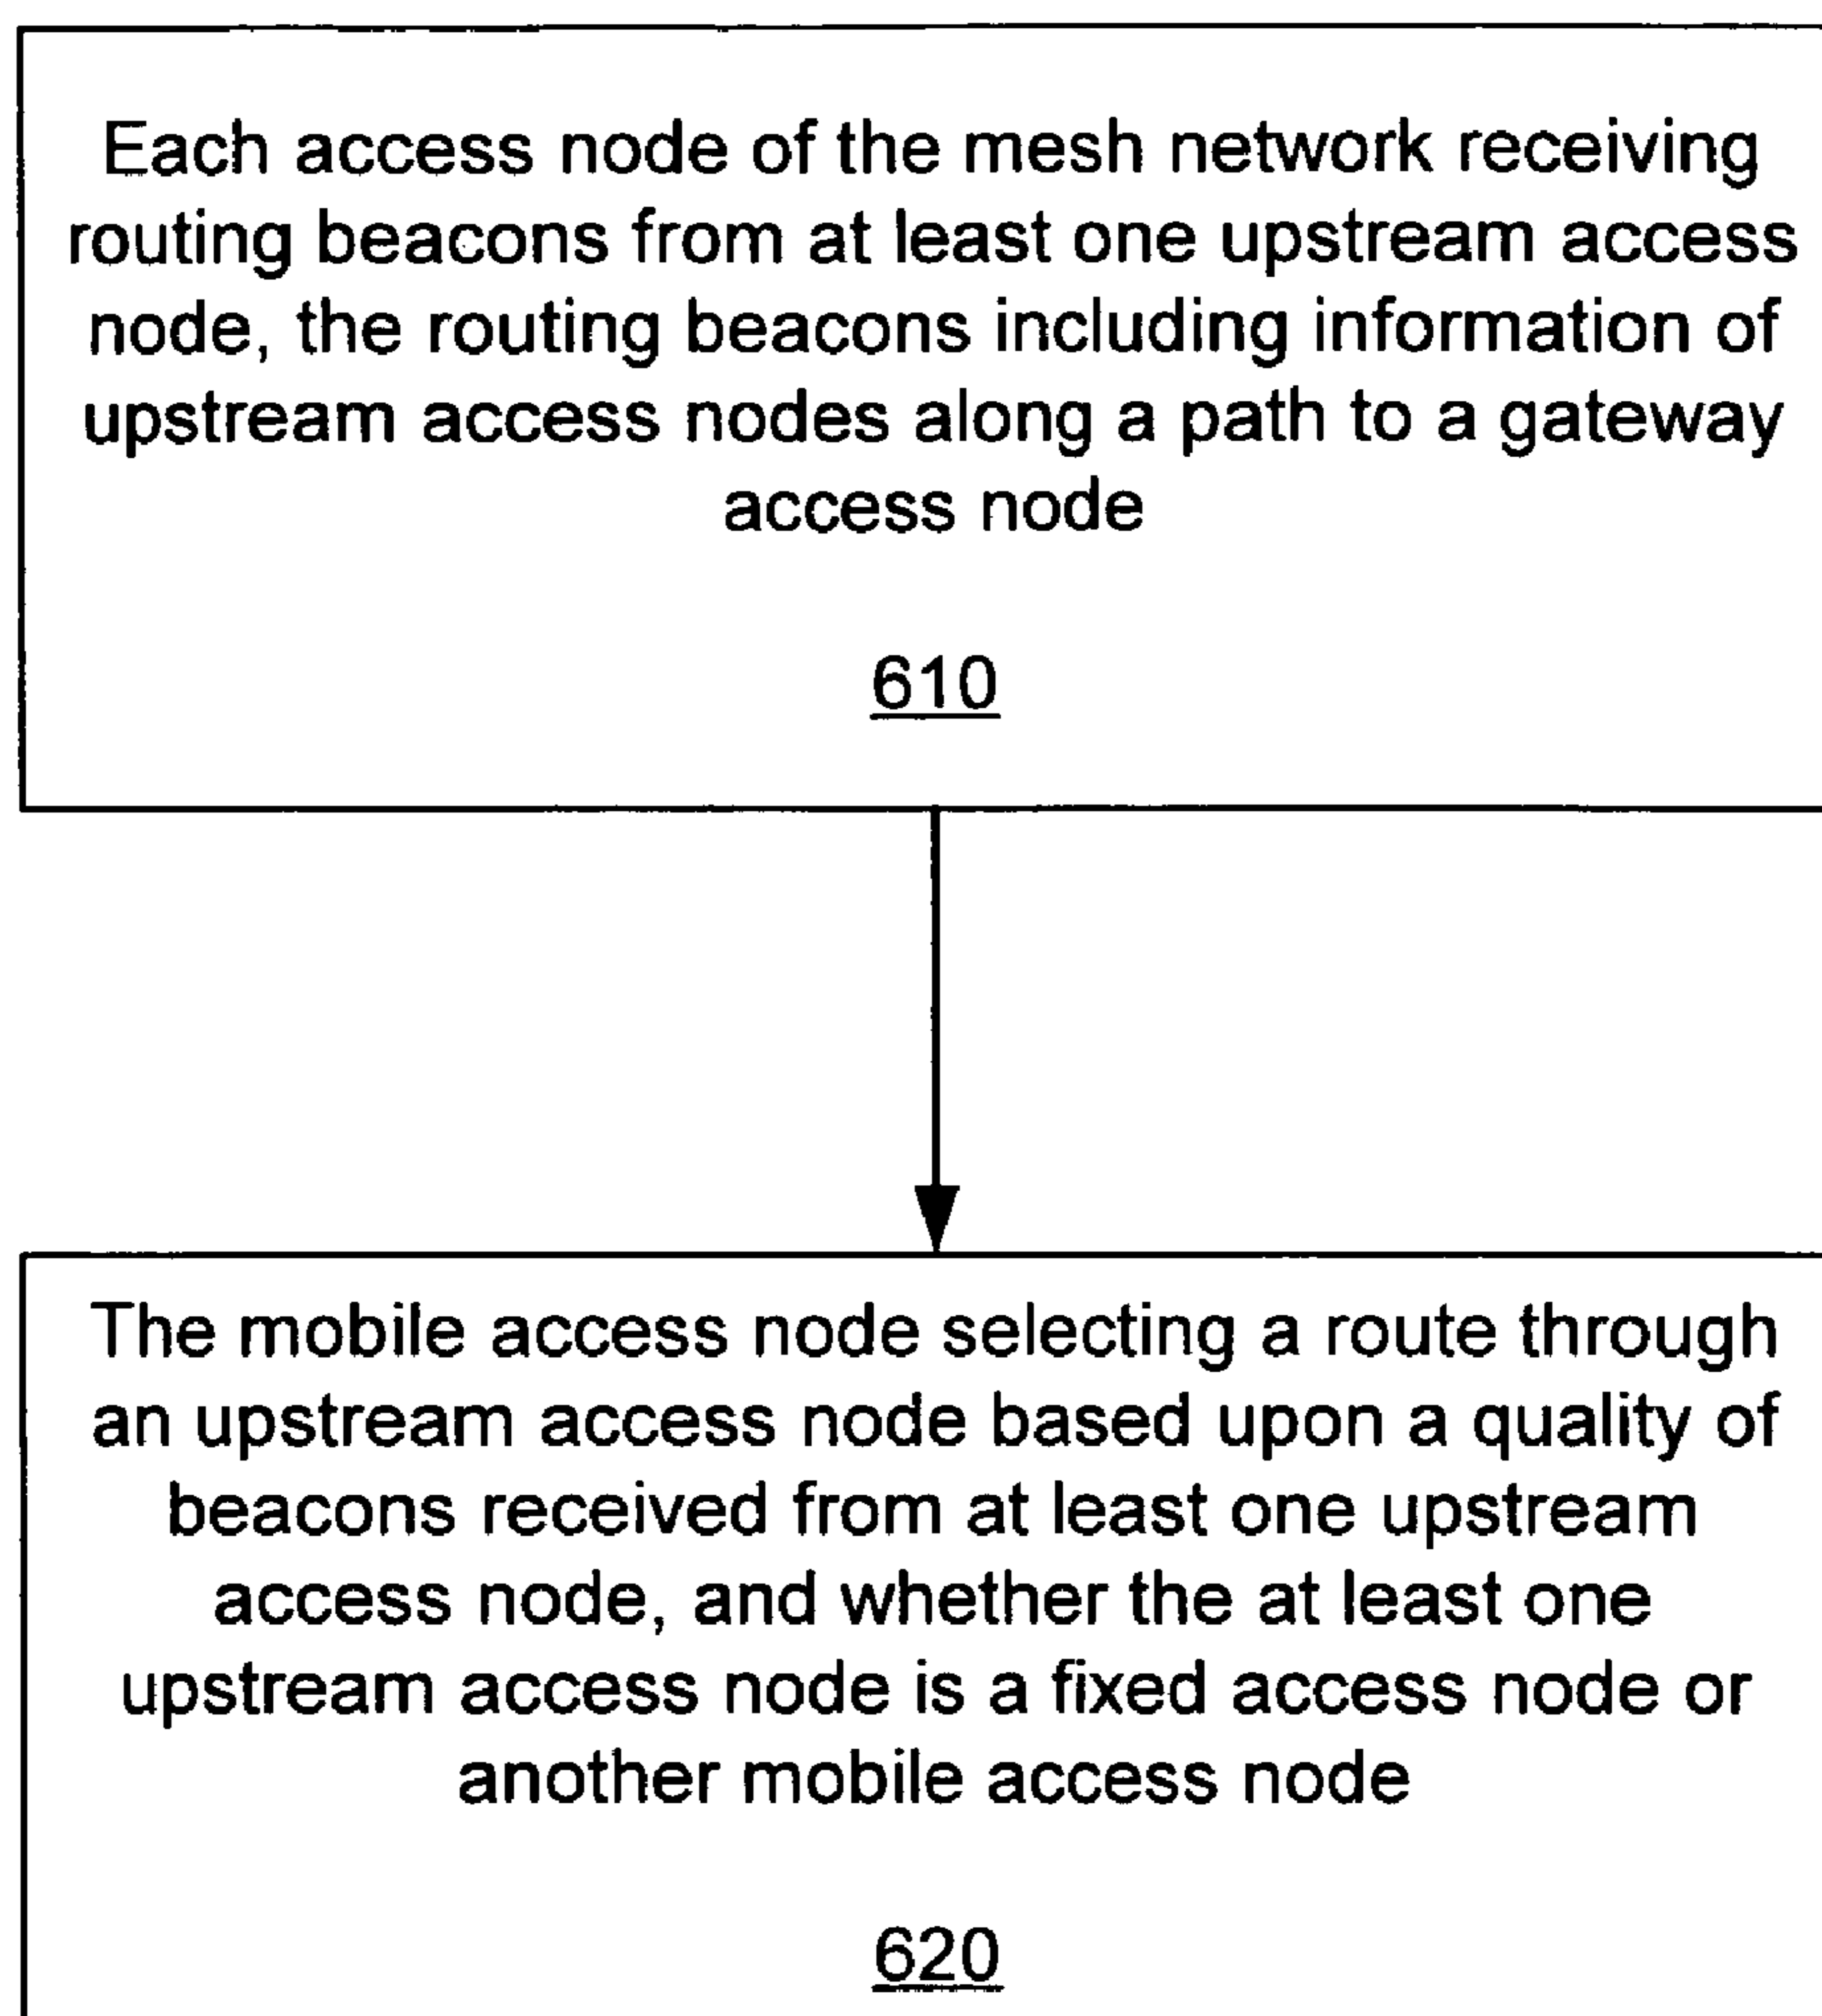 Each access node of the mesh network receiving
routing beacons from at least one upstream access
node, the routing beacons including information of
upstream access nodes along a path to a gateway
access node
610
The mobile access node selecting a route through
an upstream access node based upon a quality of
beacons received from at least one upstream
access node, and whether the at least one
upstream access node is a fixed access node or
another mobile access node
620